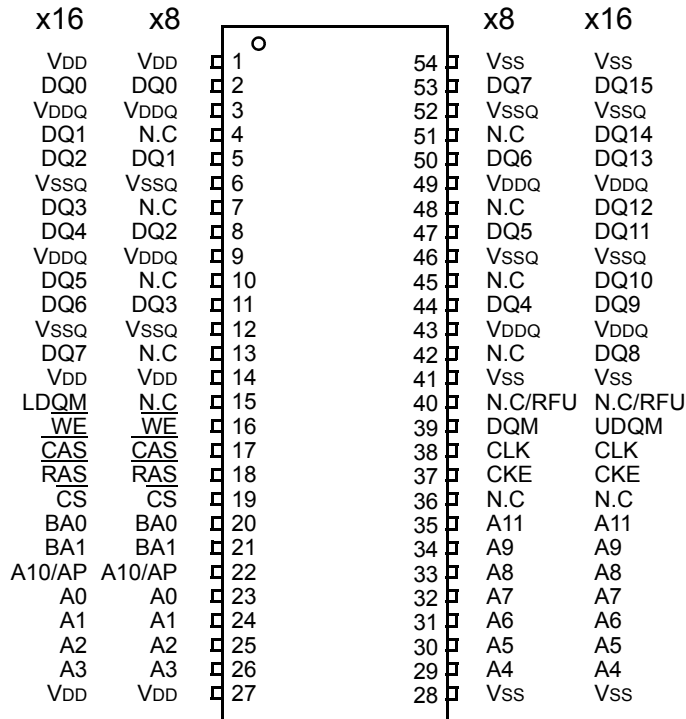 x16 x8 x8 x16
VDD VDD 1 54 VSS VSS
DQ0 DQ0 2 53 DQ7 DQ15
VDDQ VDDQ 3 52 VSSQ VSSQ
DQ1 N.C 4 51 N.C DQ14
DQ2 DQ1 5 50 DQ6 DQ13
VSSQ VSSQ 6 49 VDDQ VDDQ
DQ3 N.C 7 48 N.C DQ12
DQ4 DQ2 8 47 DQ5 DQ11
VDDQ VDDQ 9 46 VSSQ VSSQ
DQ5 N.C 10 45 N.C DQ10
DQ6 DQ3 11 44 DQ4 DQ9
VSSQ VSSQ 12 43 VDDQ VDDQ
DQ7 N.C 13 42 N.C DQ8
VDD VDD 14 41 VSS VSS
LDQM N.C 15 40 N.C/RFU N.C/RFU
WE WE 16 39 DQM UDQM
CAS CAS 17 38 CLK CLK
RAS RAS 18 37 CKE CKE
CS CS 19 36 N.C N.C
BA0 BA0 20 35 A11 A11
BA1 BA1 21 34 A9 A9
A10/AP A10/AP 22 33 A8 A8
A0 A0 23 32 A7 A7
A1 A1 24 31 A6 A6
A2 A2 25 30 A5 A5
A3 A3 26 29 A4 A4
VDD VDD 27 28 VSS VSS